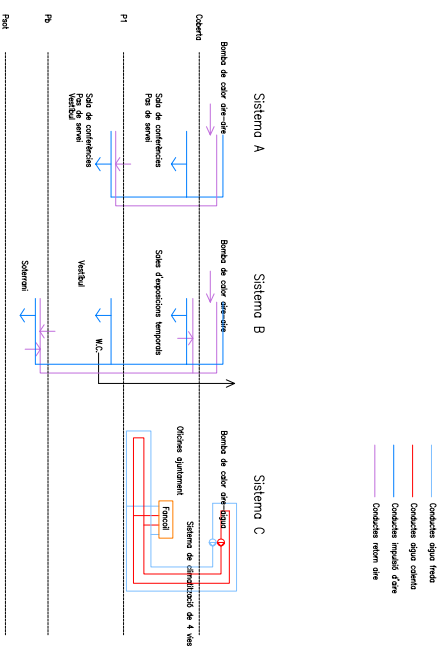 Sistema A
Bomba de calor aire-aire
Sala de conferències
Pas de servei
Sala de conferències
Pas de servei
Vestíbul
Sistema B
Bomba de calor aire-aire
Sales d'exposicions temporals
Vestíbul
W.C.
Soterrani
Sistema C
Bomba de calor aire-aigua
Sistema de climatització de 4 vies
Fancoil
Oficines ajuntament
Coberta
P1
Pb
Psot
Conductes aigua freda
Conductes aigua calenta
Conductes impulsió d'aire
Conductes retorn aire